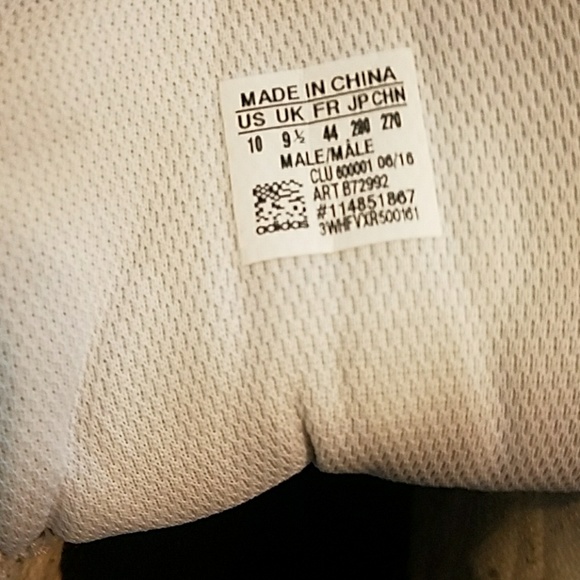 MADE IN CHINA
US UK FR JP CHN
10 9½ 44 280 270
MALE/MÂLE
CLU 600001 06/16
ART B72992
#114851867
3WHFVXR500161
adidas